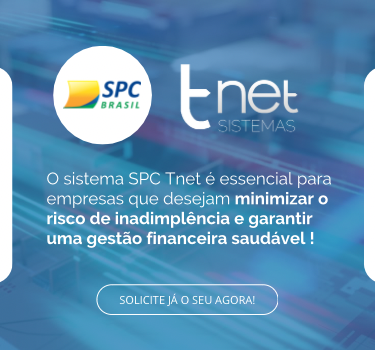 SPC
BRASIL
tnet
SISTEMAS
O sistema SPC Tnet é essencial para
empresas que desejam minimizar o
risco de inadimplência e garantir
uma gestão financeira saudável !
SOLICITE JÁ O SEU AGORA!